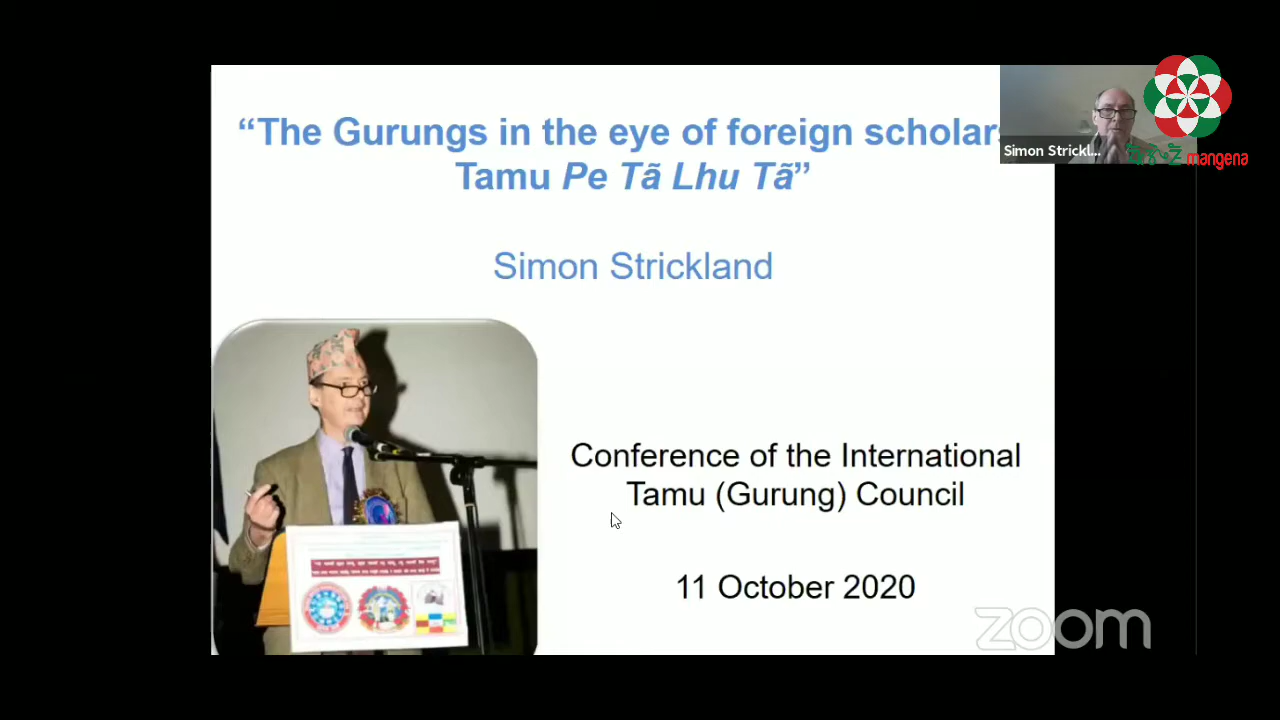 “The Gurungs in the eye of foreign scholar
Tamu Pe Tã Lhu Tã”
Simon Strickland
Simon Strickl...
mangena
Conference of the International
Tamu (Gurung) Council
11 October 2020
zoom